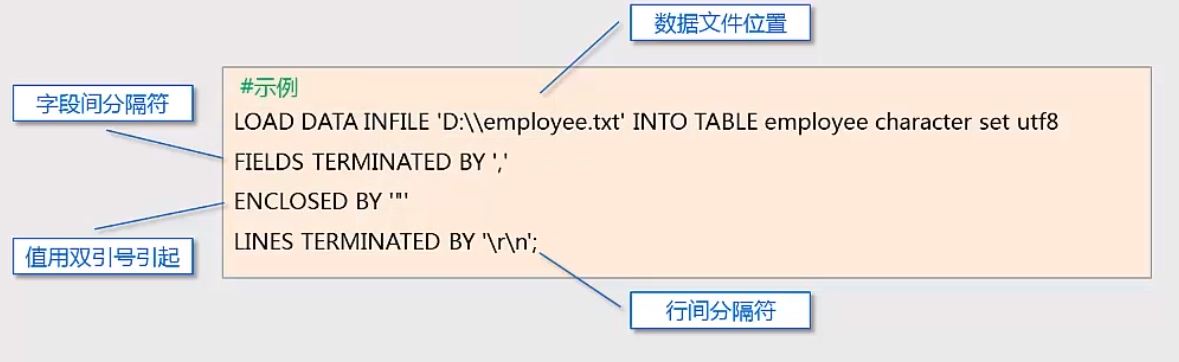 数据文件位置
#示例
字段间分隔符
LOAD DATA INFILE 'D:\\employee.txt' INTO TABLE employee character set utf8
FIELDS TERMINATED BY ','
ENCLOSED BY '"'
值用双引号引起
LINES TERMINATED BY '\r\n';
行间分隔符